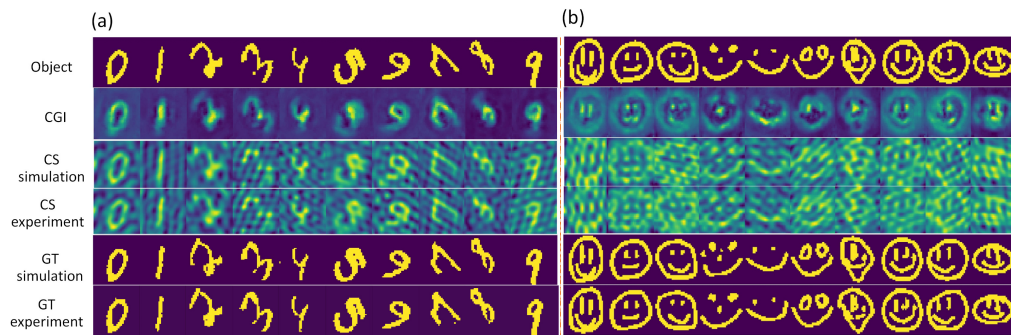 (a)
(b)
Object
CGI
CS
simulation
CS
experiment
GT
simulation
GT
experiment